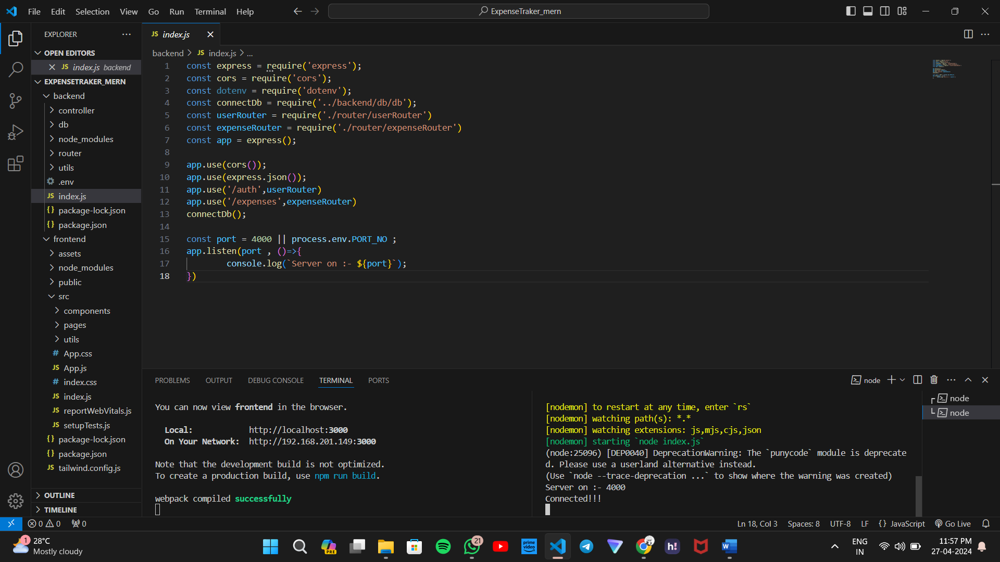 File Edit Selection View Go Run Terminal Help
ExpenseTraker_mern
EXPLORER
OPEN EDITORS
JS index.js backend
EXPENSETRAKER_MERN
backend
controller
db
node_modules
router
utils
.env
JS index.js
{} package-lock.json
{} package.json
frontend
assets
node_modules
public
src
components
pages
utils
# App.css
JS App.js
# index.css
JS index.js
JS reportWebVitals.js
JS setupTests.js
{} package-lock.json
{} package.json
JS tailwind.config.js
OUTLINE
TIMELINE
JS index.js
backend > JS index.js > ...
1 const express = require('express');
2 const cors = require('cors');
3 const dotenv = require('dotenv');
4 const connectDb = require('../backend/db/db');
5 const userRouter = require('./router/userRouter')
6 const expenseRouter = require('./router/expenseRouter')
7 const app = express();
8
9 app.use(cors());
10 app.use(express.json());
11 app.use('/auth',userRouter)
12 app.use('/expenses',expenseRouter)
13 connectDb();
14
15 const port = 4000 || process.env.PORT_NO ;
16 app.listen(port , ()=>{
17 console.log(`Server on :- ${port}`);
18 })
PROBLEMS OUTPUT DEBUG CONSOLE TERMINAL PORTS
node
You can now view frontend in the browser.
Local: http://localhost:3000
On Your Network: http://192.168.201.149:3000
Note that the development build is not optimized.
To create a production build, use npm run build.
webpack compiled successfully
[nodemon] to restart at any time, enter `rs`
[nodemon] watching path(s): *.*
[nodemon] watching extensions: js,mjs,cjs,json
[nodemon] starting `node index.js`
(node:25096) [DEP0040] DeprecationWarning: The `punycode` module is deprecate
d. Please use a userland alternative instead.
(Use `node --trace-deprecation ...` to show where the warning was created)
Server on :- 4000
Connected!!!
node
node
0 0 0
Ln 18, Col 3 Spaces: 8 UTF-8 LF {} JavaScript Go Live
1
28°C
Mostly cloudy
PRE
21
prime
video
h!
W
ENG
IN
11:57 PM
27-04-2024